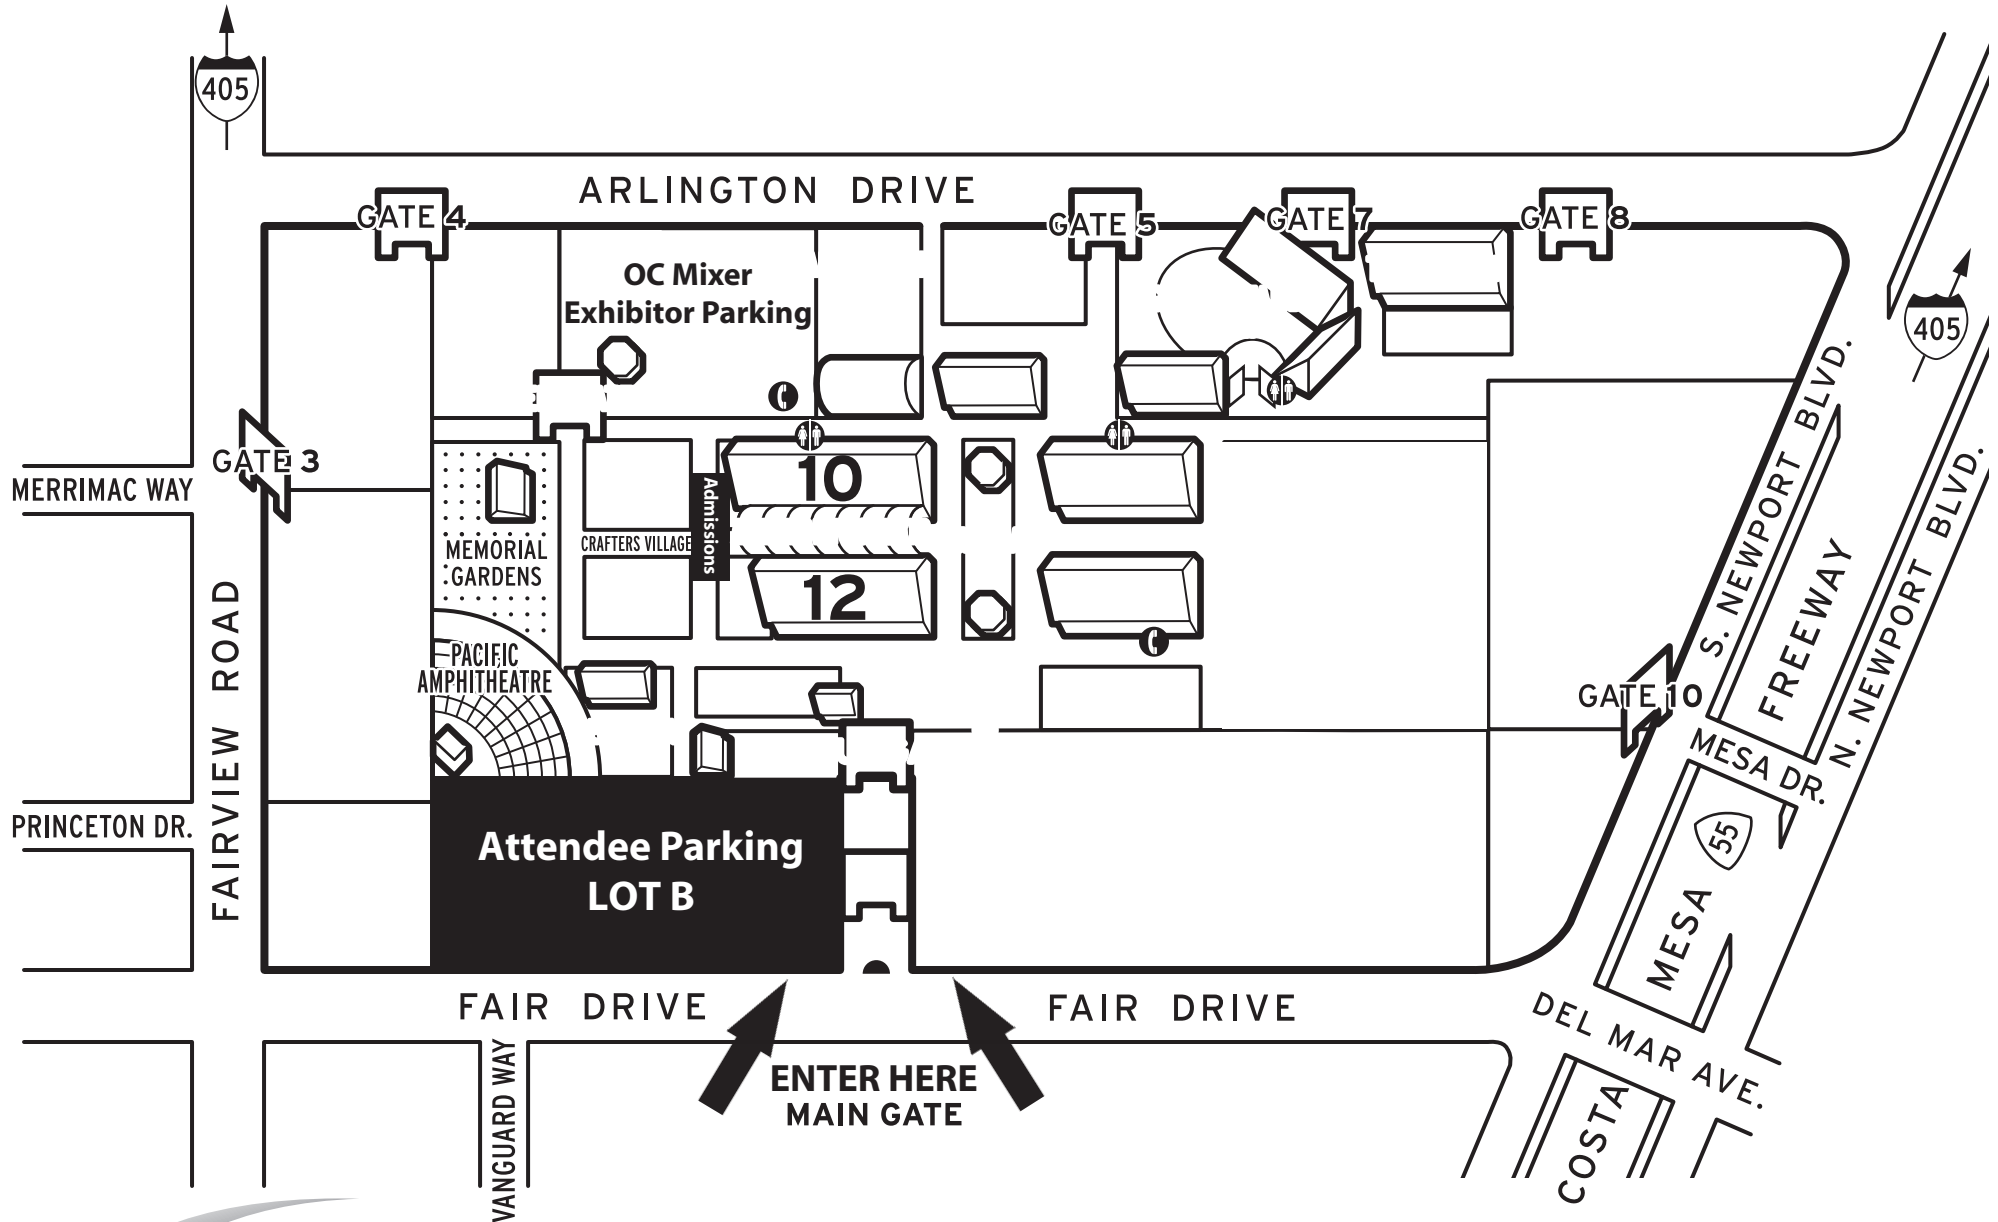 405
ARLINGTON DRIVE
GATE 4
GATE 5
GATE 7
GATE 8
OC Mixer
Exhibitor Parking
405
GATE 3
MERRIMAC WAY
10
Admissions
MEMORIAL
GARDENS
CRAFTERS VILLAGE
12
S. NEWPORT BLVD.
FREEWAY
N. NEWPORT BLVD.
FAIRVIEW ROAD
PACIFIC
AMPHITHEATRE
GATE 10
MESA DR.
PRINCETON DR.
Attendee Parking
LOT B
55
MESA
FAIR DRIVE
FAIR DRIVE
DEL MAR AVE.
VANGUARD WAY
ENTER HERE
MAIN GATE
COSTA